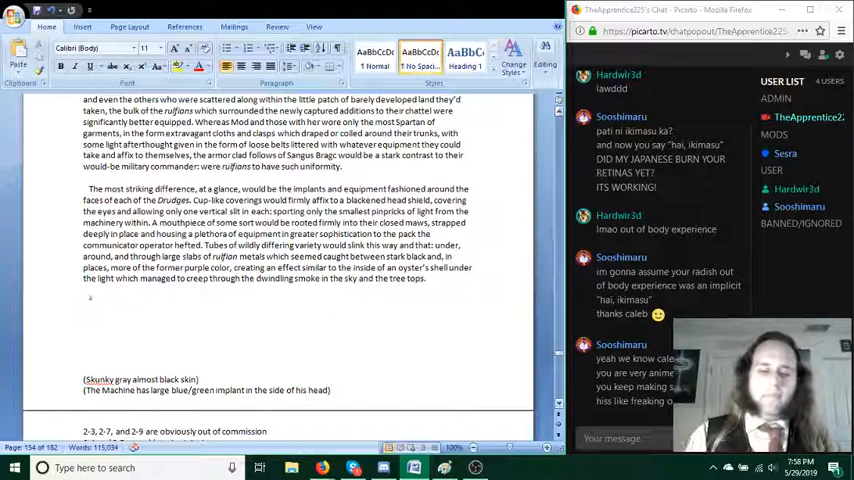 TheApprentice225's Chat - Picarto - Mozilla Firefox
Home Insert Page Layout References Mailings Review View
https://picarto.tv/chatpopout/TheApprentice225
Calibri (Body) 11
Paste
AaBbCcDc AaBbCcDc AaBbCc
¶ Normal ¶ No Spaci... Heading 1
Change Styles
Editing
Clipboard Font Paragraph Styles
and even the others who were scattered along within the little patch of barely developed land they'd
taken, the bulk of the rulfians which surrounded the newly captured additions to their chattel were
significantly better equipped. Whereas Mod and those with her wore only the most Spartan of
garments, in the form extravagant cloths and clasps which draped or coiled around their trunks, with
some light afterthought given in the form of loose belts littered with whatever equipment they could
take and affix to themselves, the armor clad follows of Sangus Bragc would be a stark contrast to their
would-be military commander: were rulfians to have such uniformity.
The most striking difference, at a glance, would be the implants and equipment fashioned around the
faces of each of the Drudges. Cup-like coverings would firmly affix to a blackened head shield, covering
the eyes and allowing only one vertical slit in each: sporting only the smallest pinpricks of light from the
machinery within. A mouthpiece of some sort would be rooted firmly into their closed maws, strapped
deeply in place and housing a plethora of equipment in greater sophistication to the pack the
communicator operator hefted. Tubes of wildly differing variety would slink this way and that: under,
around, and through large slabs of rulfian metals which seemed caught between stark black and, in
places, more of the former purple color, creating an effect similar to the inside of an oyster's shell under
the light which managed to creep through the dwindling smoke in the sky and the tree tops.
(Skunky gray almost black skin)
(The Machine has large blue/green implant in the side of his head)
2-3, 2-7, and 2-9 are obviously out of commission
Page: 154 of 182 Words: 115,034
100%
Hardwir3d
lawddd
Sooshimaru
pati ni ikimasu ka?
and now you say "hai, ikimasu"
DID MY JAPANESE BURN YOUR
RETINAS YET?
ITS WORKING!
Hardwir3d
lmao out of body experience
Sooshimaru
im gonna assume your radish out
of body experience was an implicit
"hai, ikimasu"
thanks caleb
Sooshimaru
yeah we know cale
you are very anime
you keep making s
hiss like freaking o
Your message.
USER LIST 4 USERS
ADMIN
TheApprentice
MODS
Sesra
USER
Hardwir3d
Sooshimaru
BANNED/IGNORED
Type here to search
7:58 PM
5/29/2019